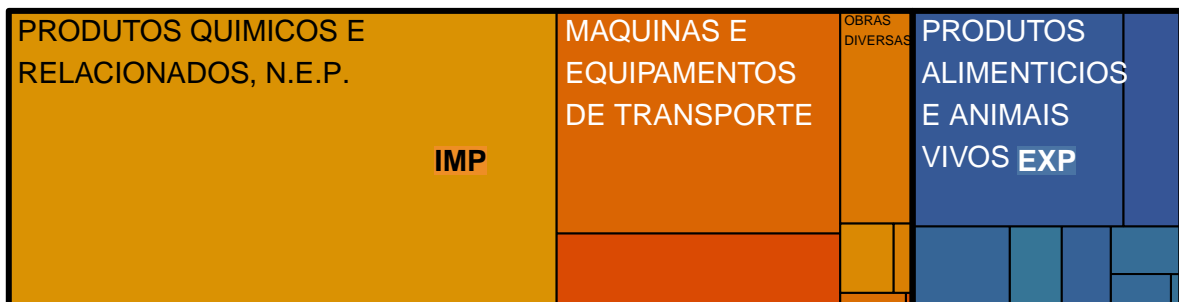 PRODUTOS QUIMICOS E
RELACIONADOS, N.E.P.
IMP
MAQUINAS E
EQUIPAMENTOS
DE TRANSPORTE
OBRAS
DIVERSAS
PRODUTOS
ALIMENTICIOS
E ANIMAIS
VIVOS EXP